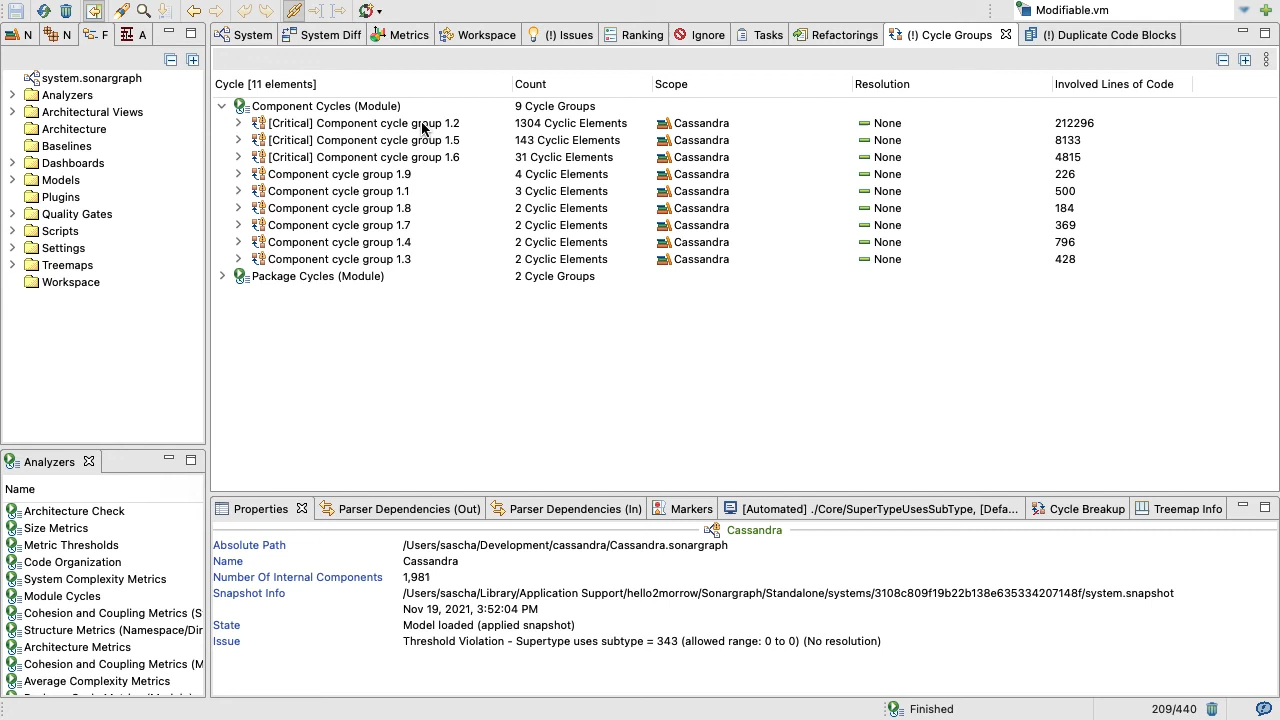 Modifiable.vm
N
N
F
A
System
System Diff
Metrics
Workspace
(!) Issues
Ranking
Ignore
Tasks
Refactorings
(!) Cycle Groups
(!) Duplicate Code Blocks
system.sonargraph
Analyzers
Architectural Views
Architecture
Baselines
Dashboards
Models
Plugins
Quality Gates
Scripts
Settings
Treemaps
Workspace
Cycle [11 elements] Count Scope Resolution Involved Lines of Code
Component Cycles (Module) 9 Cycle Groups
[Critical] Component cycle group 1.2 1304 Cyclic Elements Cassandra None 212296
[Critical] Component cycle group 1.5 143 Cyclic Elements Cassandra None 8133
[Critical] Component cycle group 1.6 31 Cyclic Elements Cassandra None 4815
Component cycle group 1.9 4 Cyclic Elements Cassandra None 226
Component cycle group 1.1 3 Cyclic Elements Cassandra None 500
Component cycle group 1.8 2 Cyclic Elements Cassandra None 184
Component cycle group 1.7 2 Cyclic Elements Cassandra None 369
Component cycle group 1.4 2 Cyclic Elements Cassandra None 796
Component cycle group 1.3 2 Cyclic Elements Cassandra None 428
Package Cycles (Module) 2 Cycle Groups
Analyzers
Name
Architecture Check
Size Metrics
Metric Thresholds
Code Organization
System Complexity Metrics
Module Cycles
Cohesion and Coupling Metrics (S
Structure Metrics (Namespace/Dir
Architecture Metrics
Cohesion and Coupling Metrics (M
Average Complexity Metrics
Properties
Parser Dependencies (Out)
Parser Dependencies (In)
Markers
[Automated] ./Core/SuperTypeUsesSubType, [Defa...
Cycle Breakup
Treemap Info
Cassandra
Absolute Path /Users/sascha/Development/cassandra/Cassandra.sonargraph
Name Cassandra
Number Of Internal Components 1,981
Snapshot Info /Users/sascha/Library/Application Support/hello2morrow/Sonargraph/Standalone/systems/3108c809f19b22b138e635334207148f/system.snapshot
Nov 19, 2021, 3:52:04 PM
State Model loaded (applied snapshot)
Issue Threshold Violation - Supertype uses subtype = 343 (allowed range: 0 to 0) (No resolution)
Finished
209/440